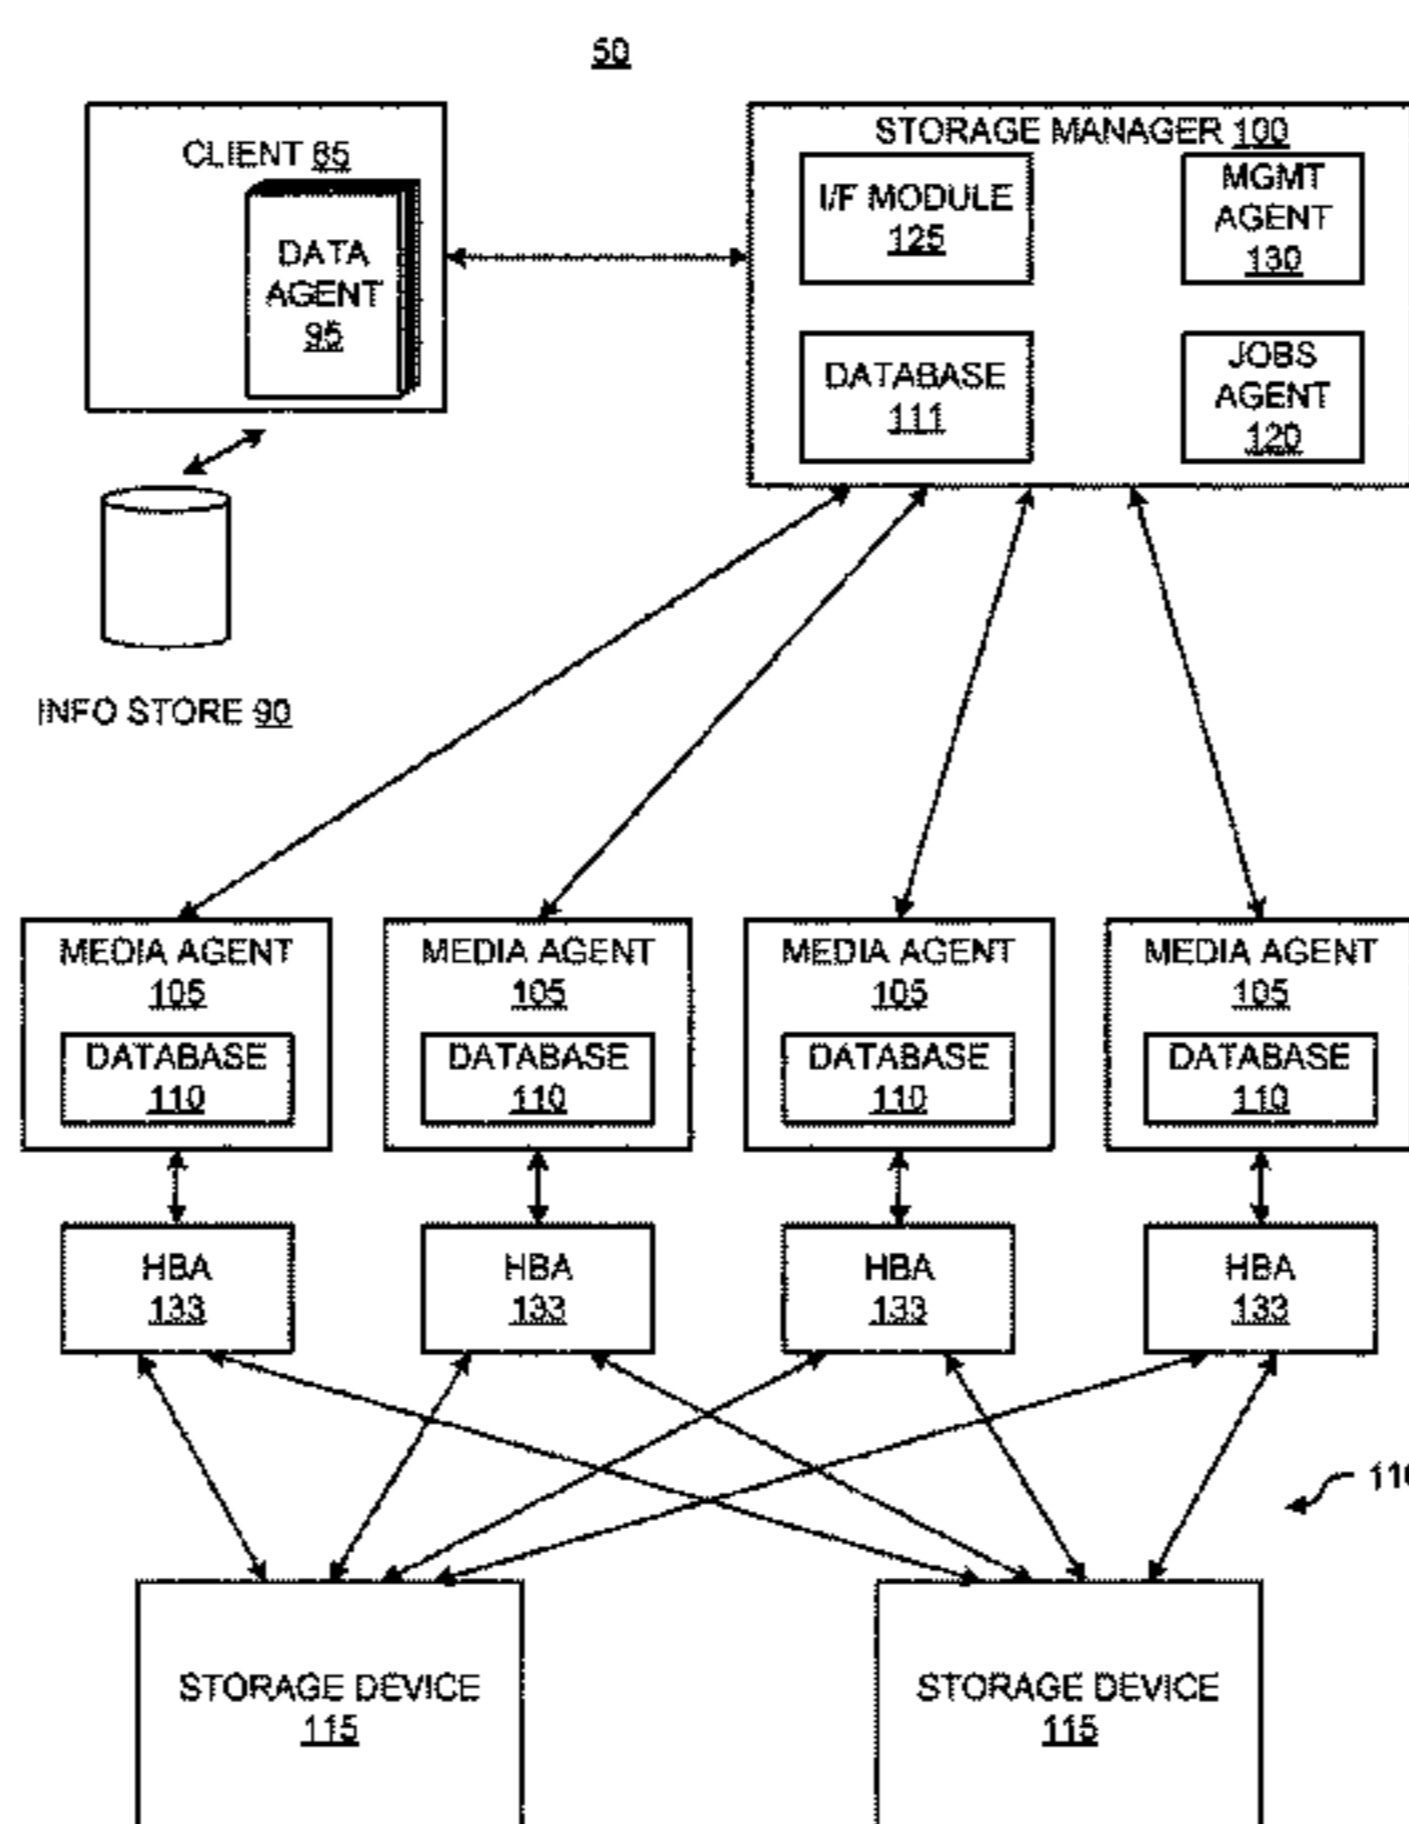 50
CLIENT 85
DATA
AGENT
95
STORAGE MANAGER 100
I/F MODULE
125
MGMT
AGENT
130
DATABASE
111
JOBS
AGENT
120
INFO STORE 90
MEDIA AGENT
105
DATABASE
110
MEDIA AGENT
105
DATABASE
110
MEDIA AGENT
105
DATABASE
110
MEDIA AGENT
105
DATABASE
110
HBA
133
HBA
133
HBA
133
HBA
133
STORAGE DEVICE
115
STORAGE DEVICE
115